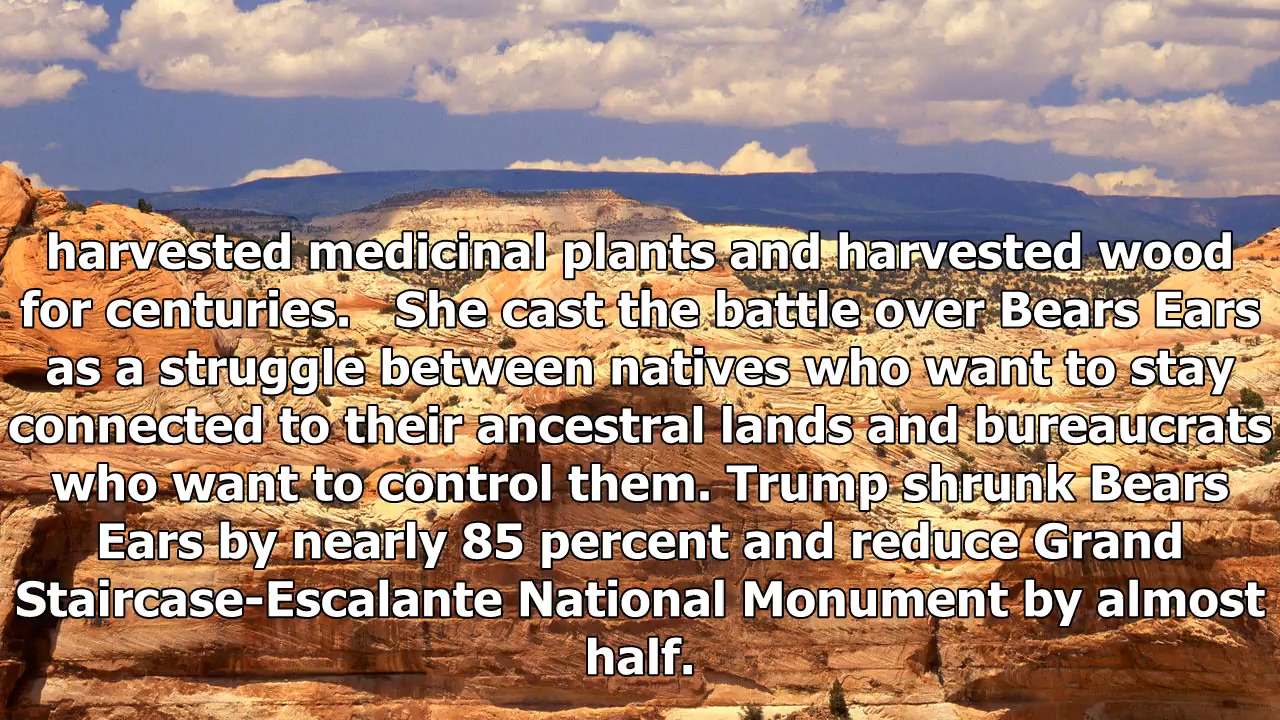 harvested medicinal plants and harvested wood
for centuries.   She cast the battle over Bears Ears
as a struggle between natives who want to stay
connected to their ancestral lands and bureaucrats
who want to control them. Trump shrunk Bears
Ears by nearly 85 percent and reduce Grand
Staircase-Escalante National Monument by almost
half.